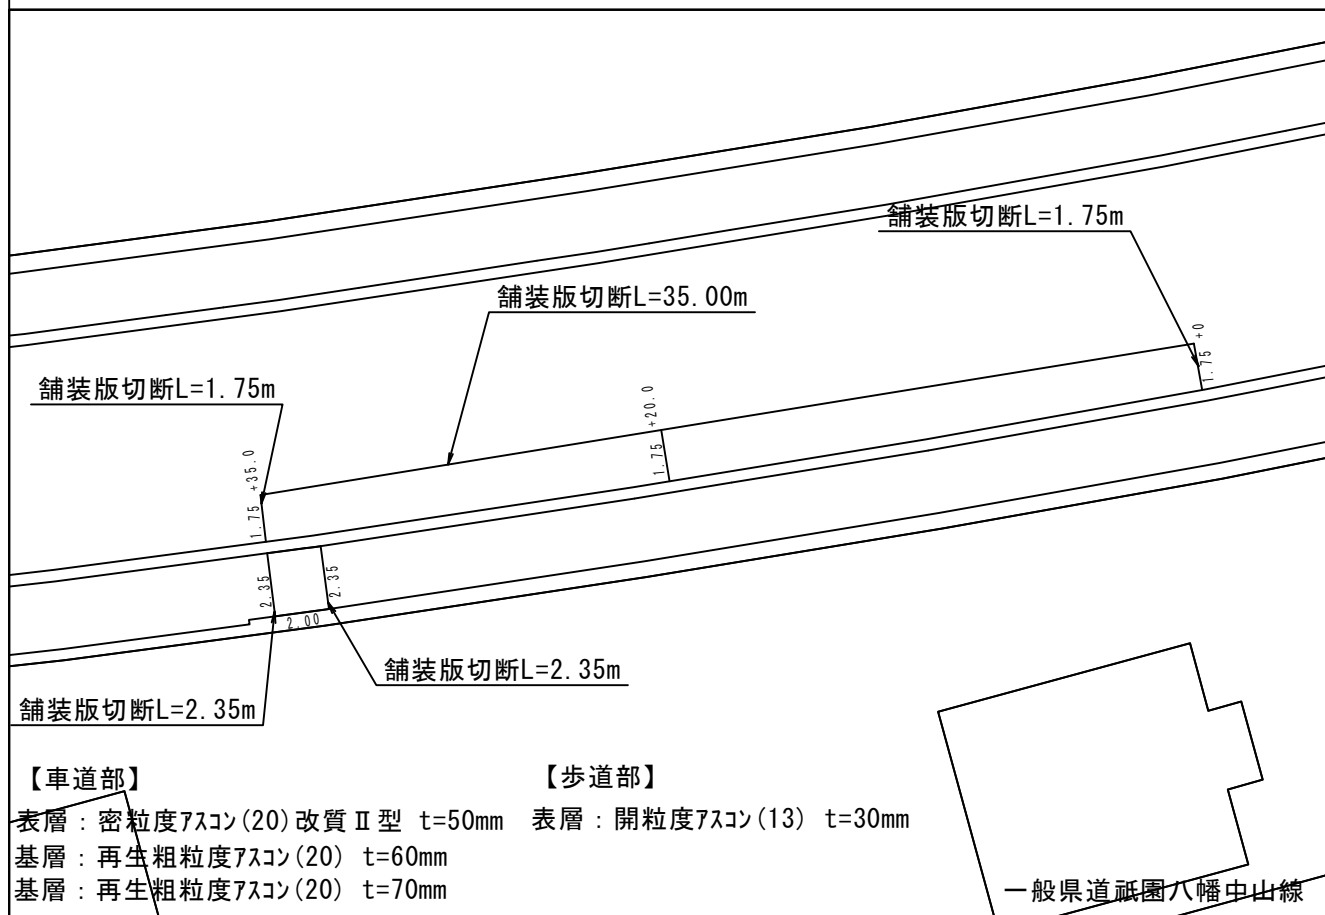 舗装版切断L=1.75m
舗装版切断L=35.00m
+0
1.75
舗装版切断L=1.75m
+20.0
1.75
+35.0
1.75
2.35
2.35
2.00
舗装版切断L=2.35m
舗装版切断L=2.35m
【車道部】
表層：密粒度ｱｽｺﾝ(20)改質Ⅱ型 t=50mm
基層：再生粗粒度ｱｽｺﾝ(20) t=60mm
基層：再生粗粒度ｱｽｺﾝ(20) t=70mm
【歩道部】
表層：開粒度ｱｽｺﾝ(13) t=30mm
一般県道祇園八幡中山線